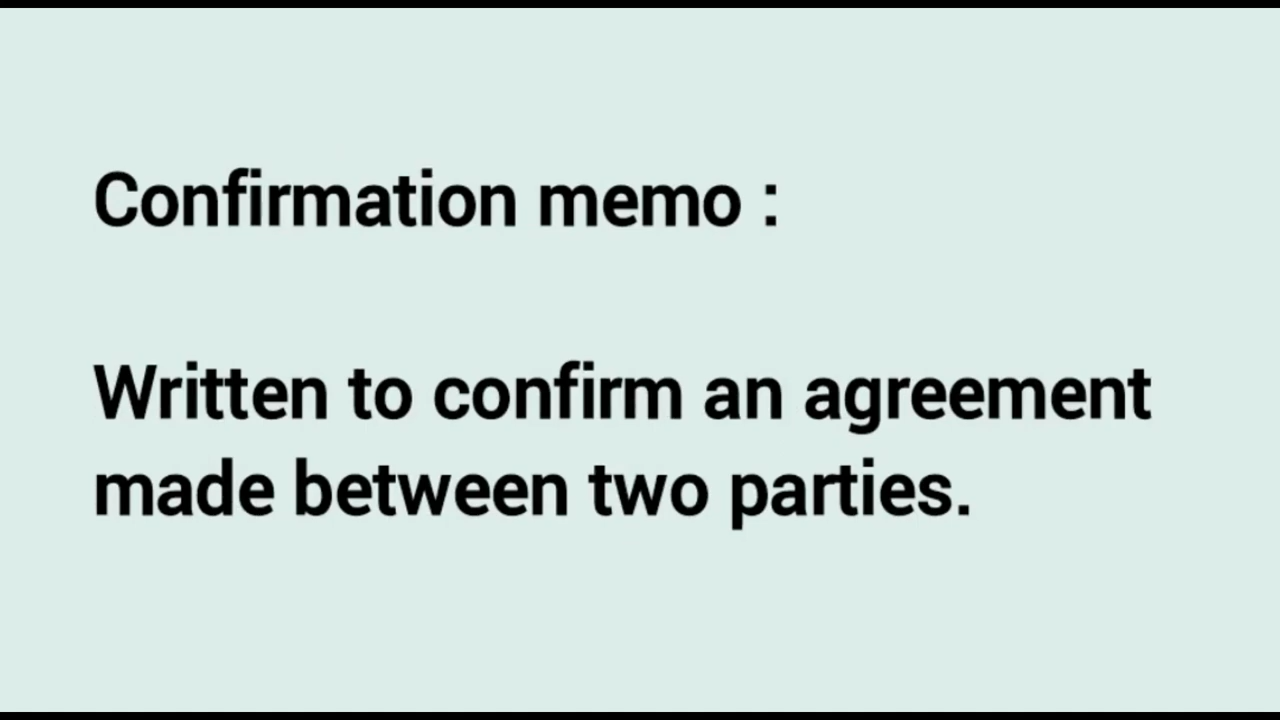 Confirmation memo :
Written to confirm an agreement
made between two parties.